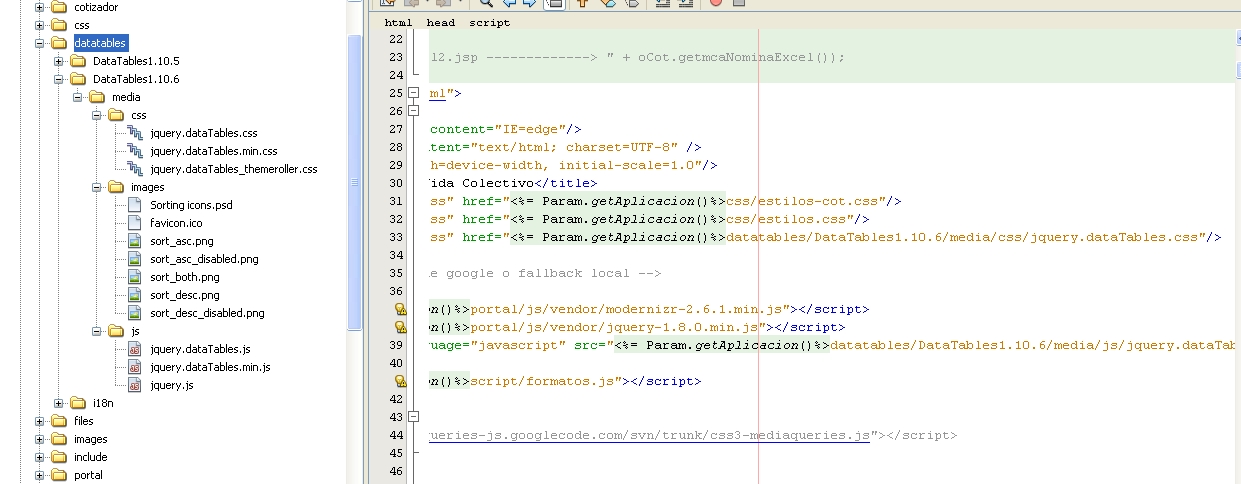 cotizador
css
datatables
DataTables1.10.5
DataTables1.10.6
media
css
jquery.dataTables.css
jquery.dataTables.min.css
jquery.dataTables_themeroller.css
images
Sorting icons.psd
favicon.ico
sort_asc.png
sort_asc_disabled.png
sort_both.png
sort_desc.png
sort_desc_disabled.png
js
jquery.dataTables.js
jquery.dataTables.min.js
jquery.js
i18n
files
images
include
portal
html head script
22
23 l2.jsp -------------> " + oCot.getmcaNominaExcel());
24
25 ml">
26
27 content="IE=edge"/>
28 tent="text/html; charset=UTF-8" />
29 h=device-width, initial-scale=1.0"/>
30 Vida Colectivo</title>
31 ss" href="<%= Param.getAplicacion()%>css/estilos-cot.css"/>
32 ss" href="<%= Param.getAplicacion()%>css/estilos.css"/>
33 ss" href="<%= Param.getAplicacion()%>datatables/DataTables1.10.6/media/css/jquery.dataTables.css"/>
34
35 e google o fallback local -->
36
on()%>portal/js/vendor/modernizr-2.6.1.min.js"></script>
on()%>portal/js/vendor/jquery-1.8.0.min.js"></script>
39 guage="javascript" src="<%= Param.getAplicacion()%>datatables/DataTables1.10.6/media/js/jquery.dataTab
40
on()%>script/formatos.js"></script>
42
43
44 queries-js.googlecode.com/svn/trunk/css3-mediaqueries.js"></script>
45
46